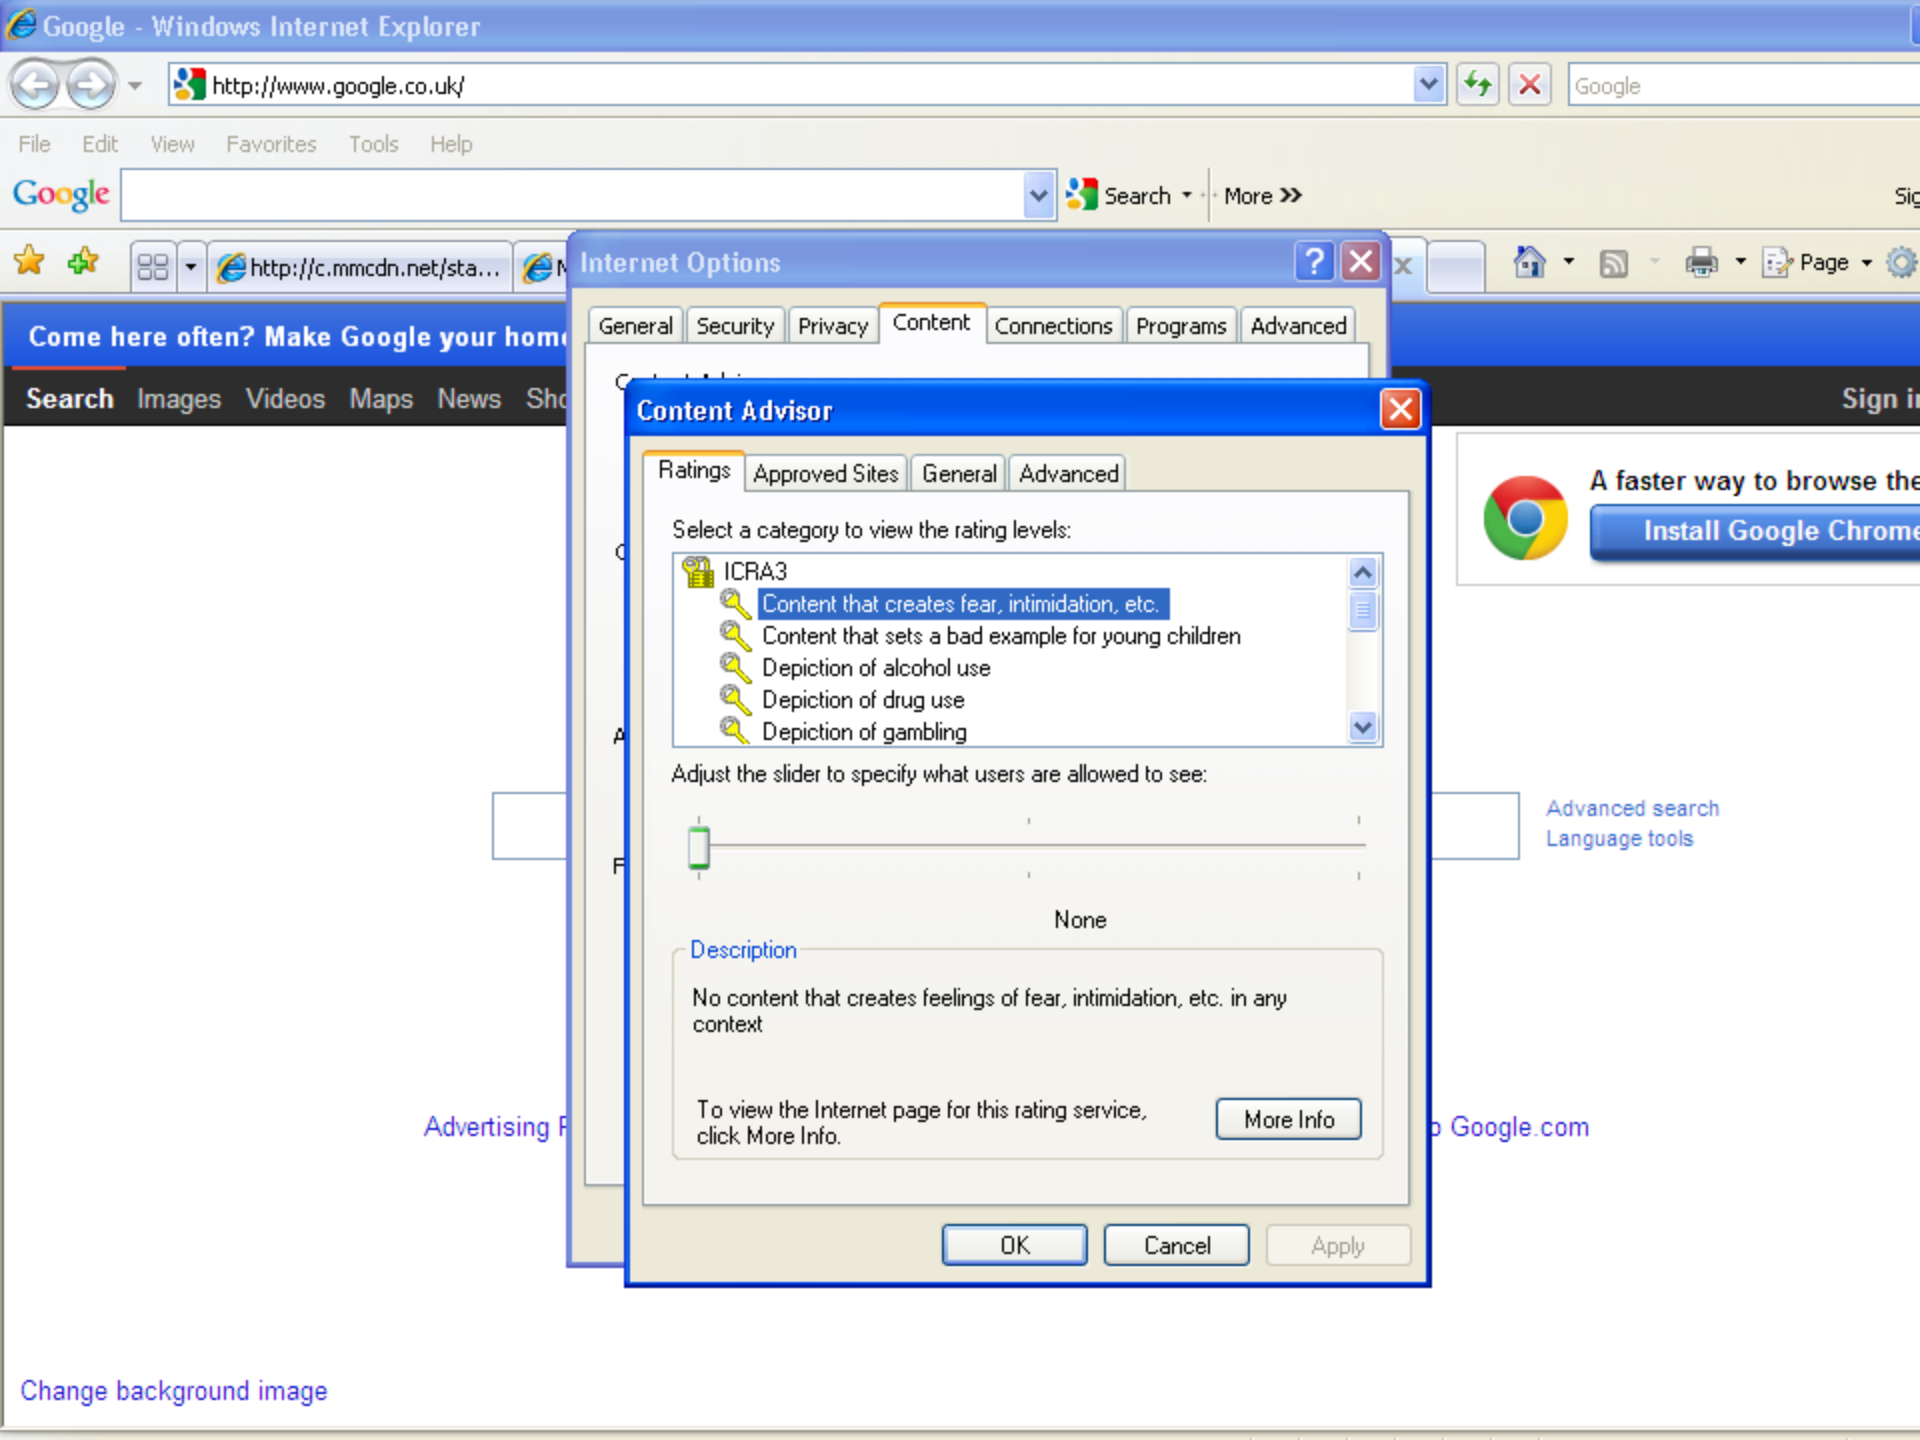 Google - Windows Internet Explorer
http://www.google.co.uk/
Google
File Edit View Favorites Tools Help
Google Search More
http://c.mmcdn.net/sta...
Page
Internet Options
General Security Privacy Content Connections Programs Advanced
Come here often? Make Google your
Search Images Videos Maps News
Sign
Content Advisor
Ratings Approved Sites General Advanced
A faster way to browse the
Install Google Chrome
Select a category to view the rating levels:
ICRA3
Content that creates fear, intimidation, etc.
Content that sets a bad example for young children
Depiction of alcohol use
Depiction of drug use
Depiction of gambling
Adjust the slider to specify what users are allowed to see:
Advanced search
Language tools
None
Description
No content that creates feelings of fear, intimidation, etc. in any
context
To view the Internet page for this rating service,
click More Info.
More Info
Advertising
Google.com
OK Cancel Apply
Change background image